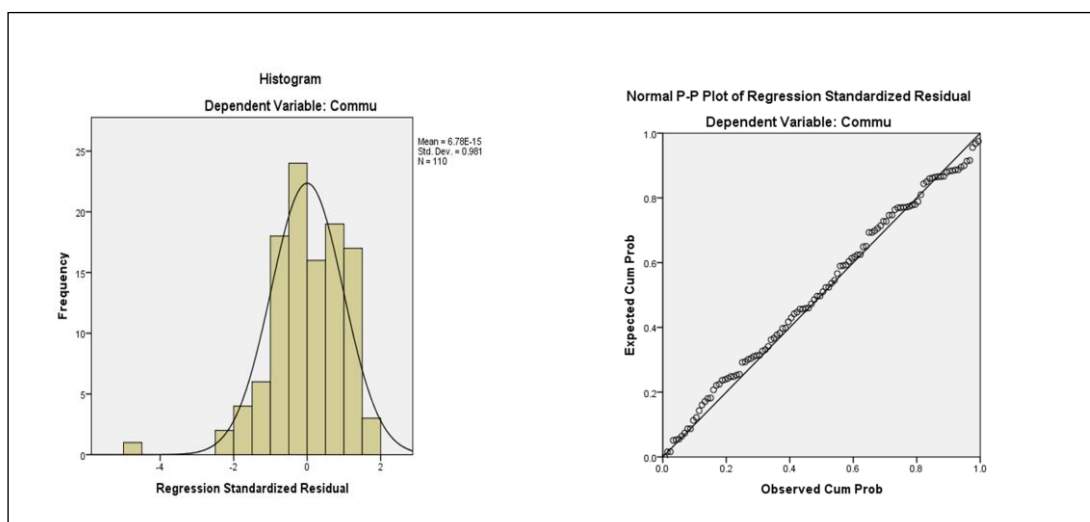 Histogram
Dependent Variable: Commu
Mean = 6.78E-15
Std. Dev. = 0.981
N = 110
25
20
15
10
5
0
-4
-2
0
2
Frequency
Regression Standardized Residual
Normal P-P Plot of Regression Standardized Residual
Dependent Variable: Commu
1.0
0.8
0.6
0.4
0.2
0.0
0.0
0.2
0.4
0.6
0.8
1.0
Expected Cum Prob
Observed Cum Prob